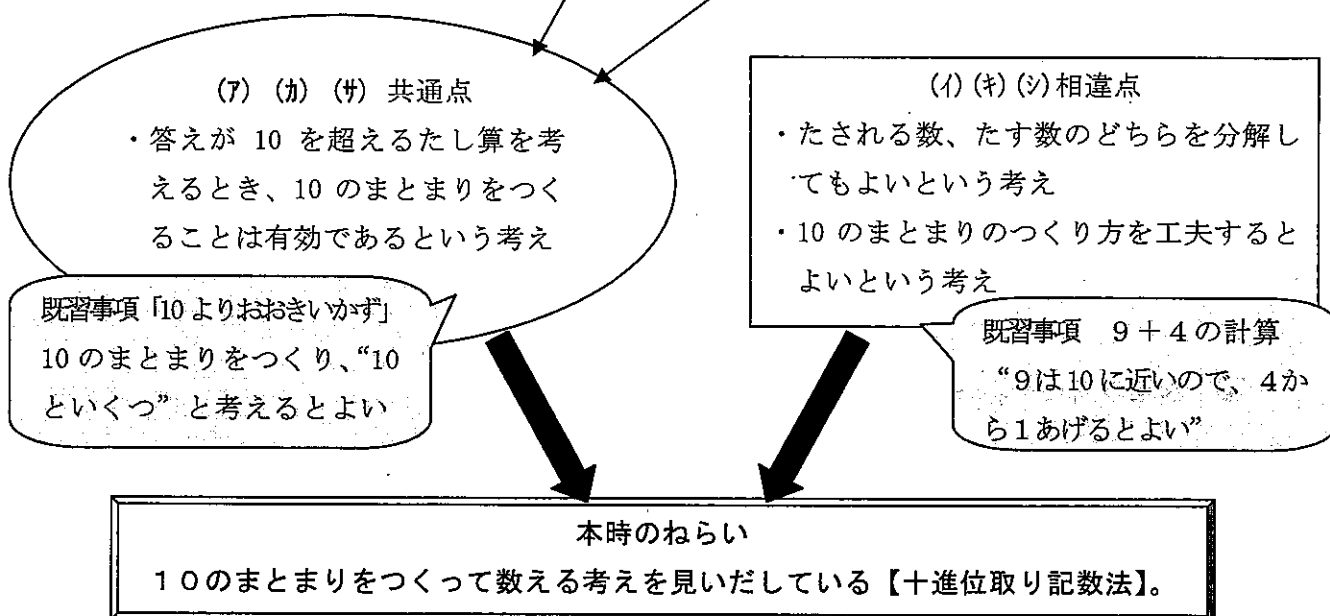 (ｱ) (ｶ) (ｻ) 共通点
・答えが 10 を超えるたし算を考
えるとき、10 のまとまりをつく
ることは有効であるという考え
既習事項「10 よりおおきいかず」
10 のまとまりをつくり、“10
といくつ” と考えるとよい
(ｲ) (ｷ) (ｼ) 相違点
・たされる数、たす数のどちらを分解し
てもよいという考え
・10 のまとまりのつくり方を工夫すると
よいという考え
既習事項 9＋4の計算
“9は10に近いので、4か
ら1あげるとよい”
本時のねらい
１０のまとまりをつくって数える考えを見いだしている【十進位取り記数法】。